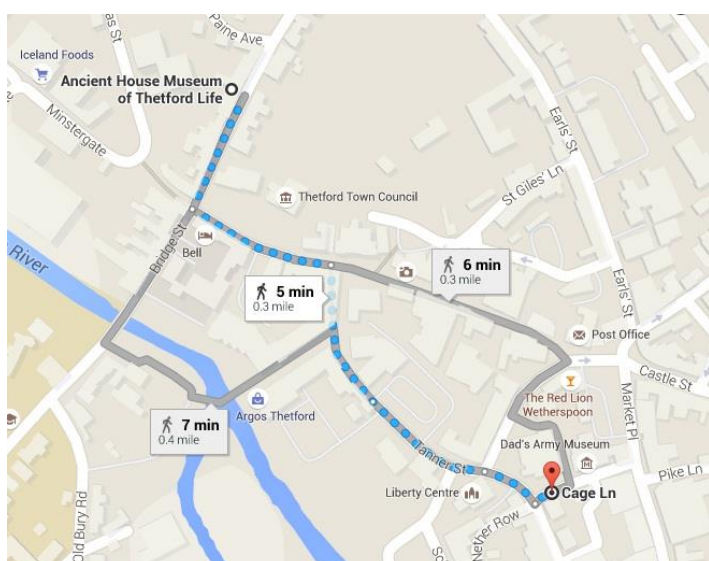 as St
Paine Ave.
Iceland Foods
Ancient House Museum
of Thetford Life
Minstergate
Earls' St
St Giles' Ln
Thetford Town Council
Bridge St
Bell
River
6 min
0.3 mile
5 min
0.3 mile
Earls' St
Post Office
Castle St
The Red Lion
Wetherspoon
Market Pl
Argos Thetford
7 min
0.4 mile
Dad's Army Museum
Tanner St
Pike Ln
Liberty Centre
Cage Ln
Nether Row
Old Bury Rd
So